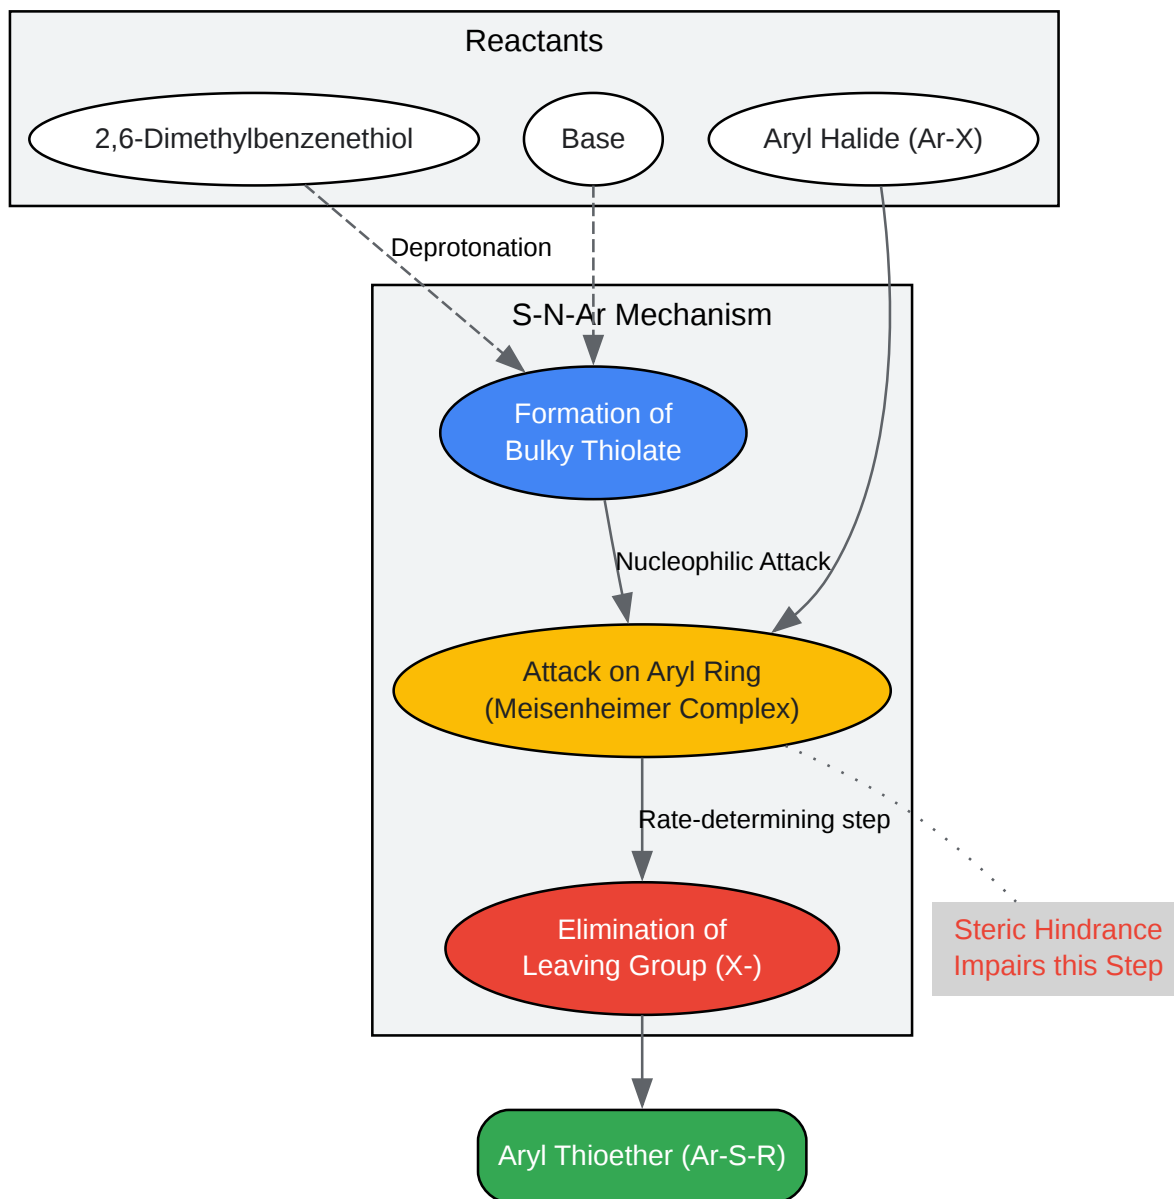 Reactants
2,6-Dimethylbenzenethiol
Base
Aryl Halide (Ar-X)
Deprotonation
S-N-Ar Mechanism
Formation of
Bulky Thiolate
Nucleophilic Attack
Attack on Aryl Ring
(Meisenheimer Complex)
Rate-determining step
Elimination of
Leaving Group (X-)
Steric Hindrance
Impairs this Step
Aryl Thioether (Ar-S-R)